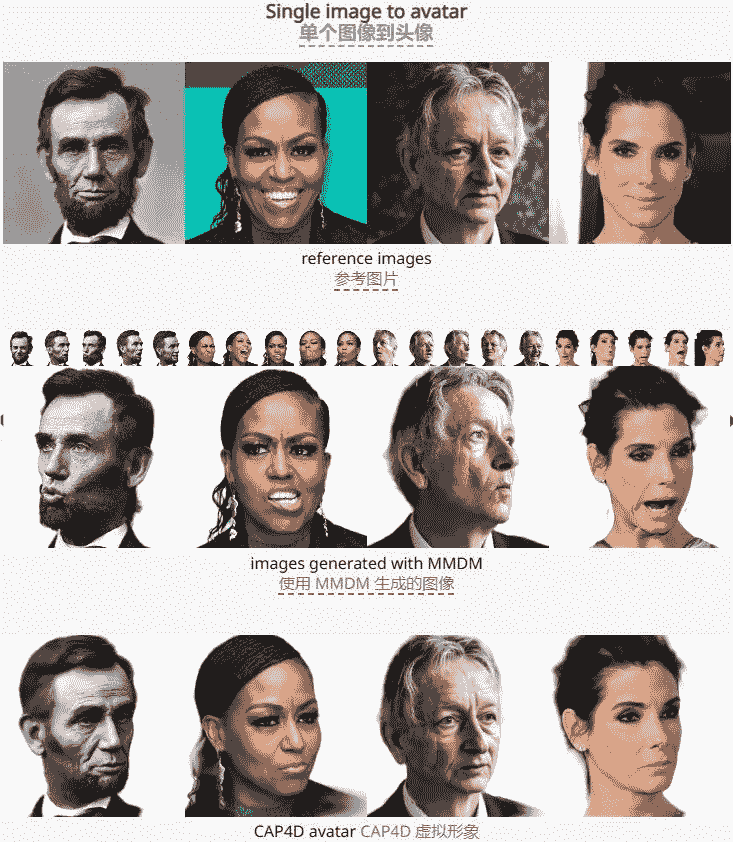 Single image to avatar
单个图像到头像
reference images
参考图片
images generated with MMDM
使用 MMDM 生成的图像
CAP4D avatar CAP4D 虚拟形象